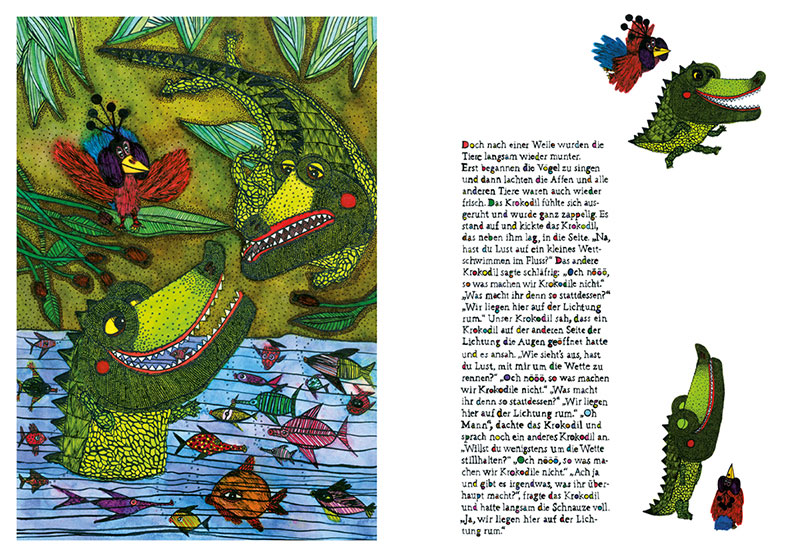 Doch nach einer Weile wurden die
Tiere langsam wieder munter.
Erst begannen die Vögel zu singen
und dann lachten die Affen und alle
anderen Tiere waren auch wieder
frisch. Das Krokodil fühlte sich aus-
geruht und wurde ganz zappelig. Es
stand auf und kickte das Krokodil,
das neben ihm lag, in die Seite. „Na,
hast du Lust auf ein kleines Wett-
schwimmen im Fluss?“ Das andere
Krokodil sagte schläfrig: „Och nööö,
so was machen wir Krokodile nicht.“
„Was macht ihr denn so stattdessen?“
„Wir liegen hier auf der Lichtung
rum.“ Unser Krokodil sah, dass ein
Krokodil auf der anderen Seite der
Lichtung die Augen geöffnet hatte
und es ansah. „Wie sieht's aus, hast
du Lust, mit mir um die Wette zu
rennen?“ „Och nööö, so was machen
wir Krokodile nicht.“ „Was macht
ihr denn so stattdessen?“ „Wir liegen
hier auf der Lichtung rum.“ „Oh
Mann“, dachte das Krokodil und
sprach noch ein anderes Krokodil an.
„Willst du wenigstens um die Wette
stillhalten?“ „Och nööö, so was ma-
chen wir Krokodile nicht.“ „Ach ja
und gibt es irgendwas, was ihr über-
haupt macht?“, fragte das Krokodil
und hatte langsam die Schnauze voll.
„Ja, wir liegen hier auf der Lich-
tung rum.“